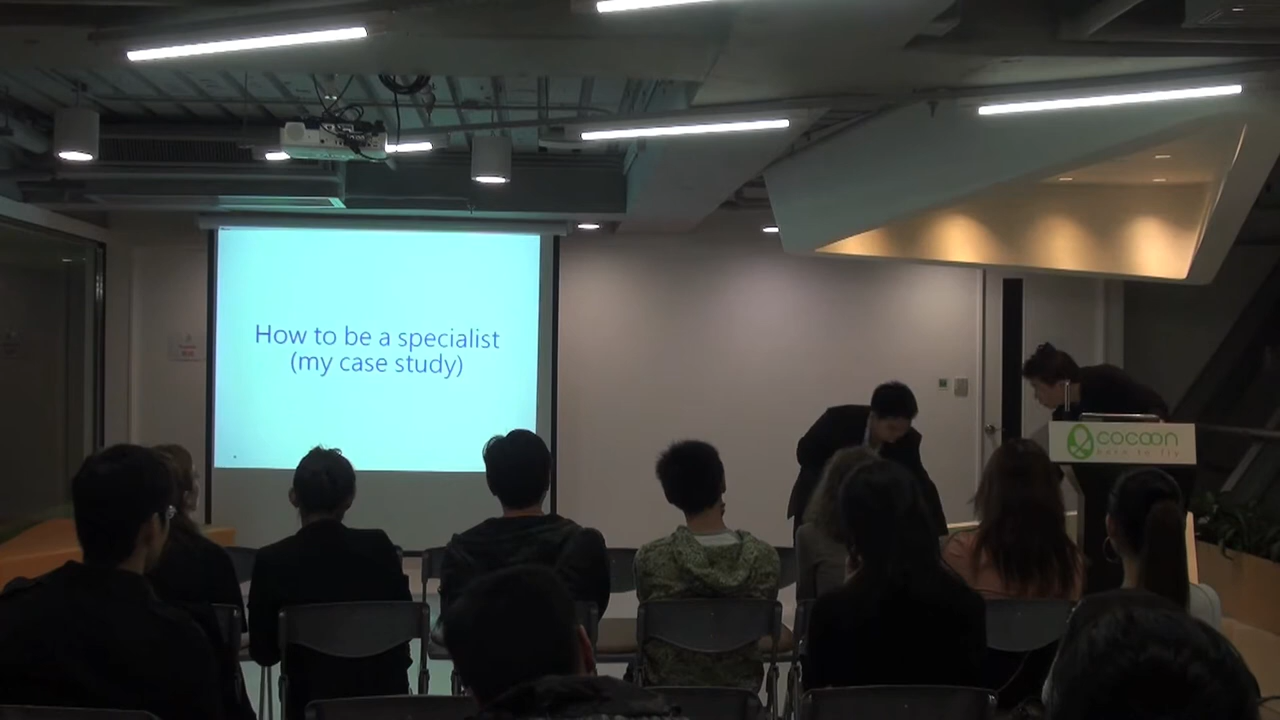 How to be a specialist
(my case study)
cocoon
born to fly